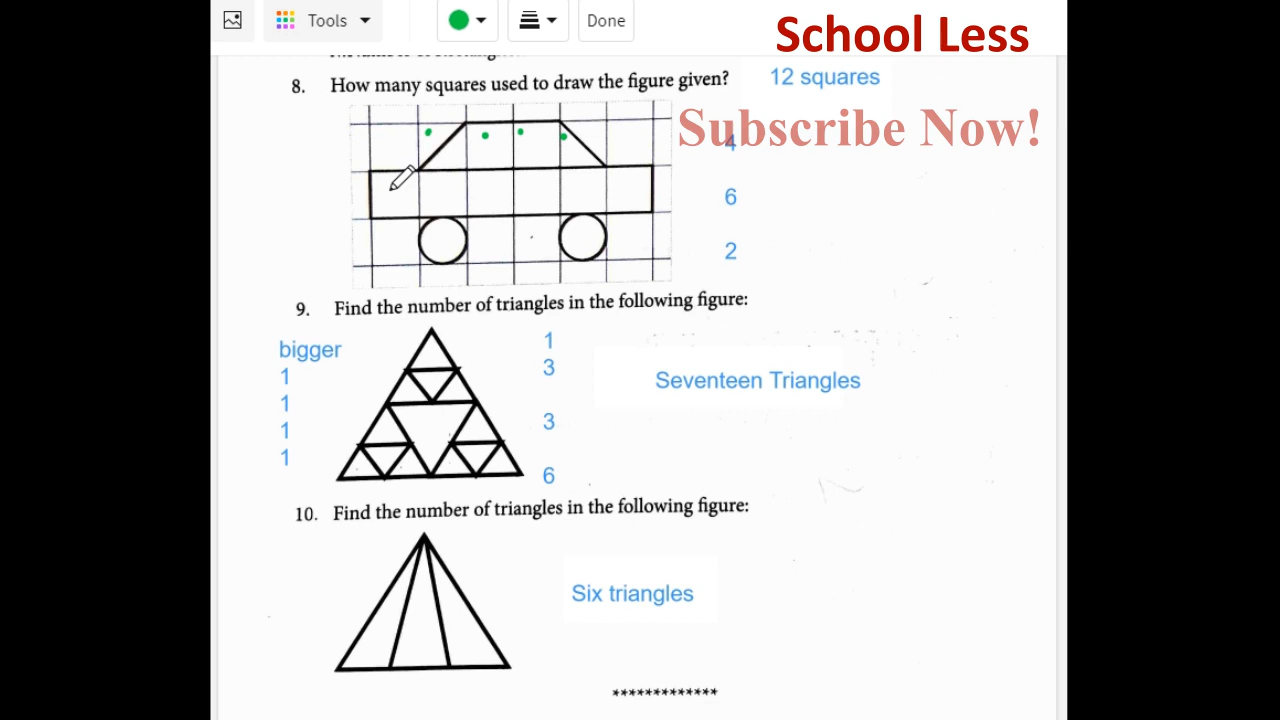 Tools
Done
School Less
8. How many squares used to draw the figure given?
12 squares
Subscribe Now!
4
6
2
9. Find the number of triangles in the following figure:
bigger
1
1
1
1
1
3
3
6
Seventeen Triangles
10. Find the number of triangles in the following figure:
Six triangles
*************